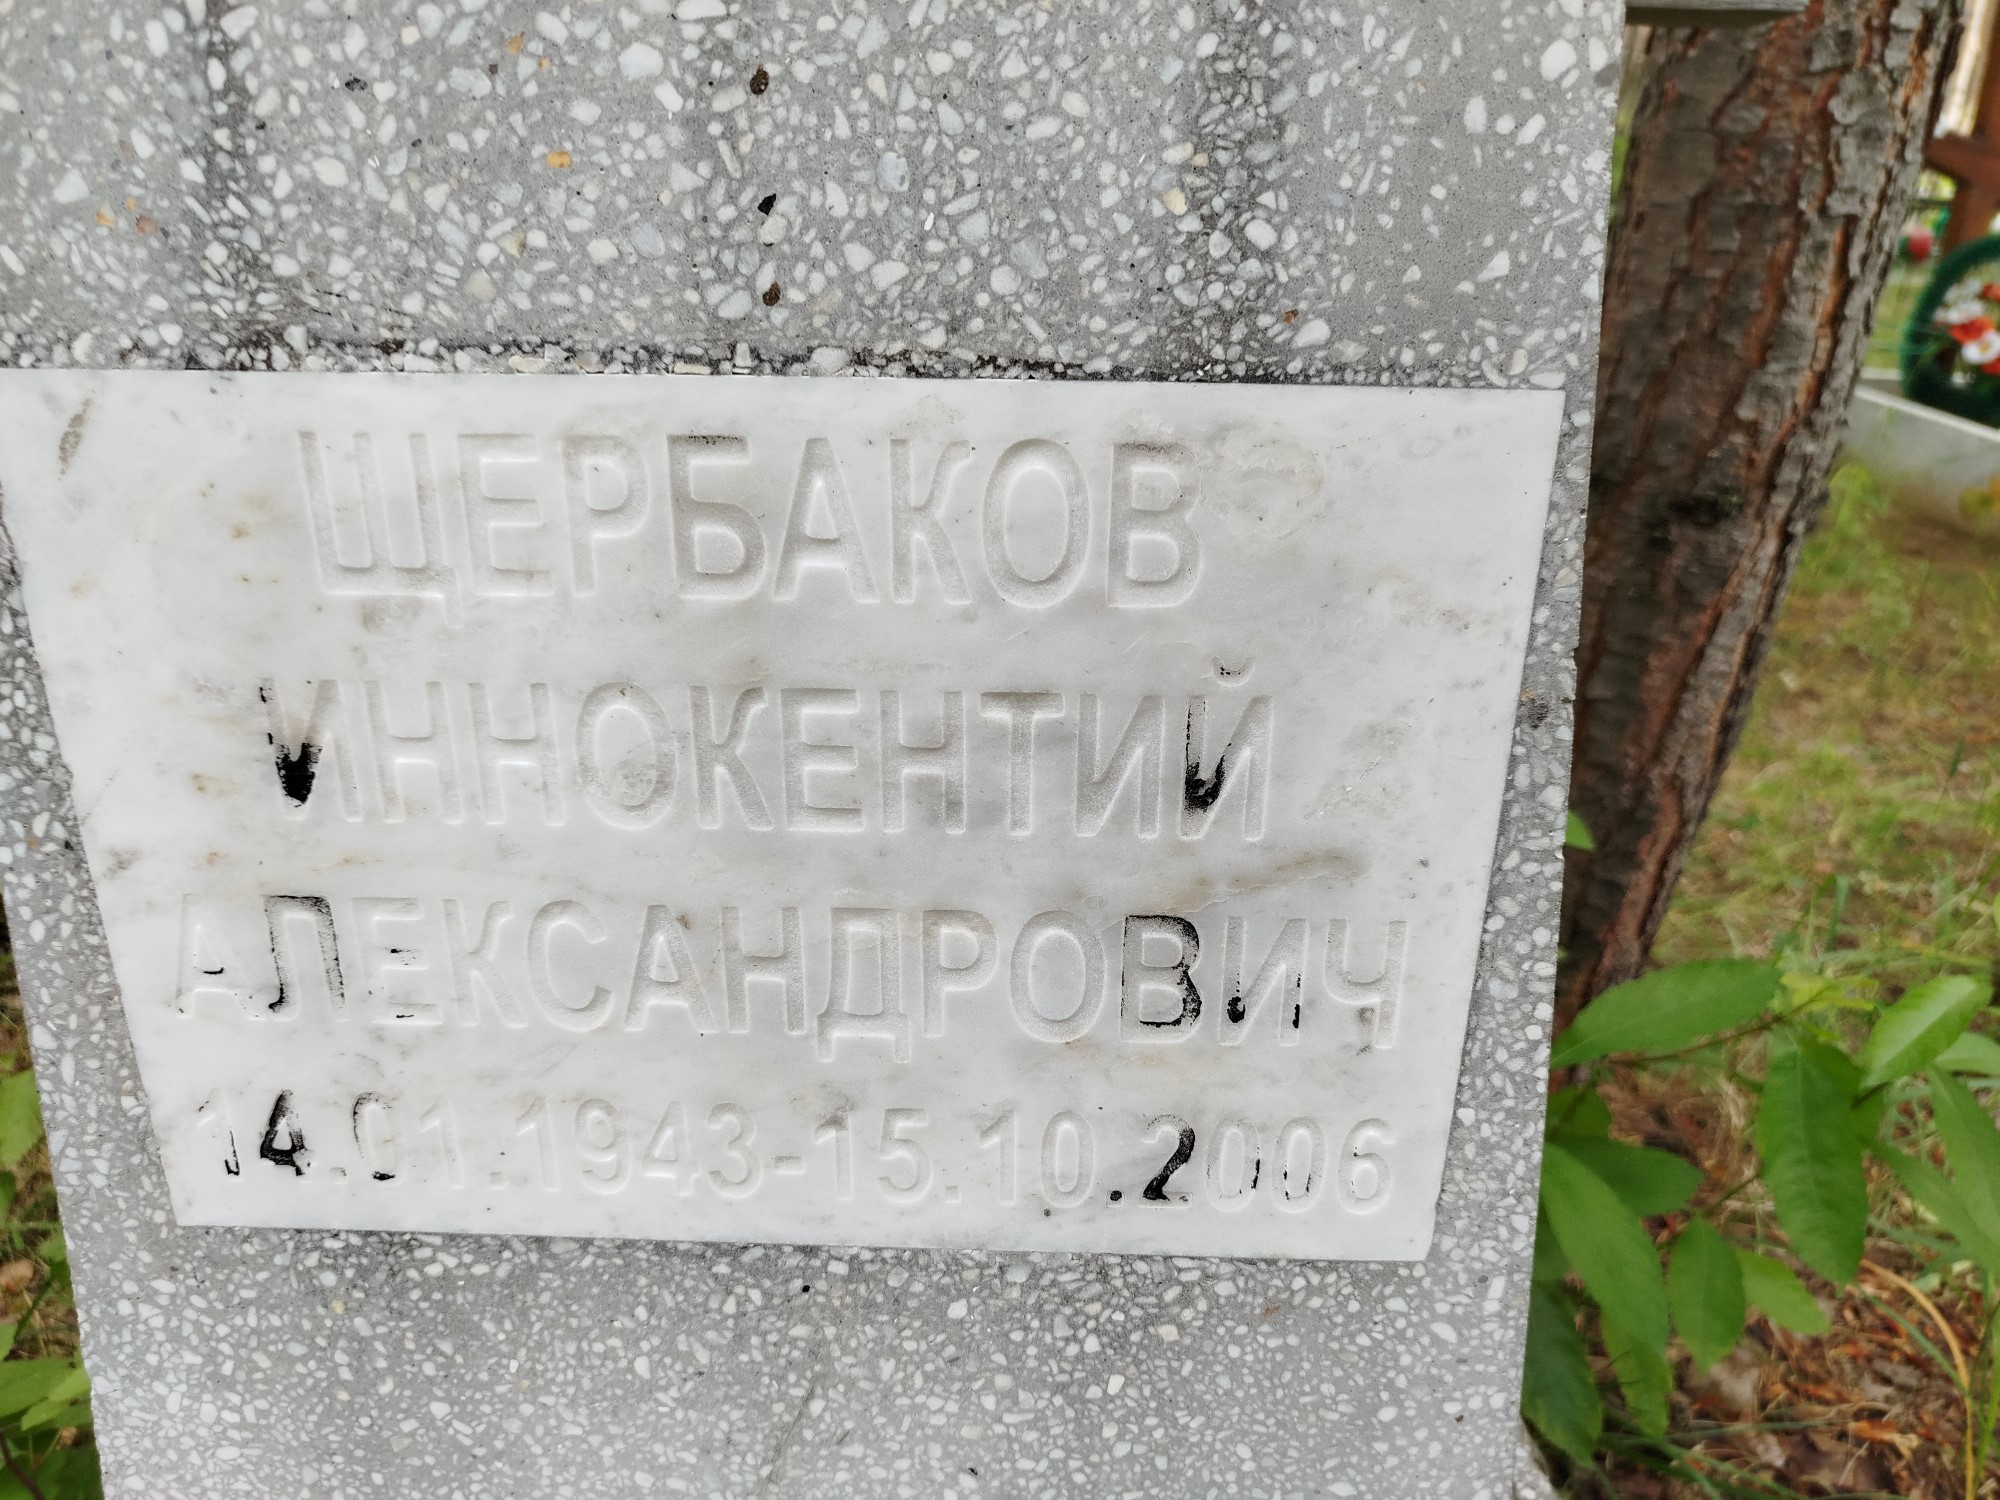 ЩЕРБАКОВ
ИННОКЕНТИЙ
АЛЕКСАНДРОВИЧ
14.01.1943-15.10.2006